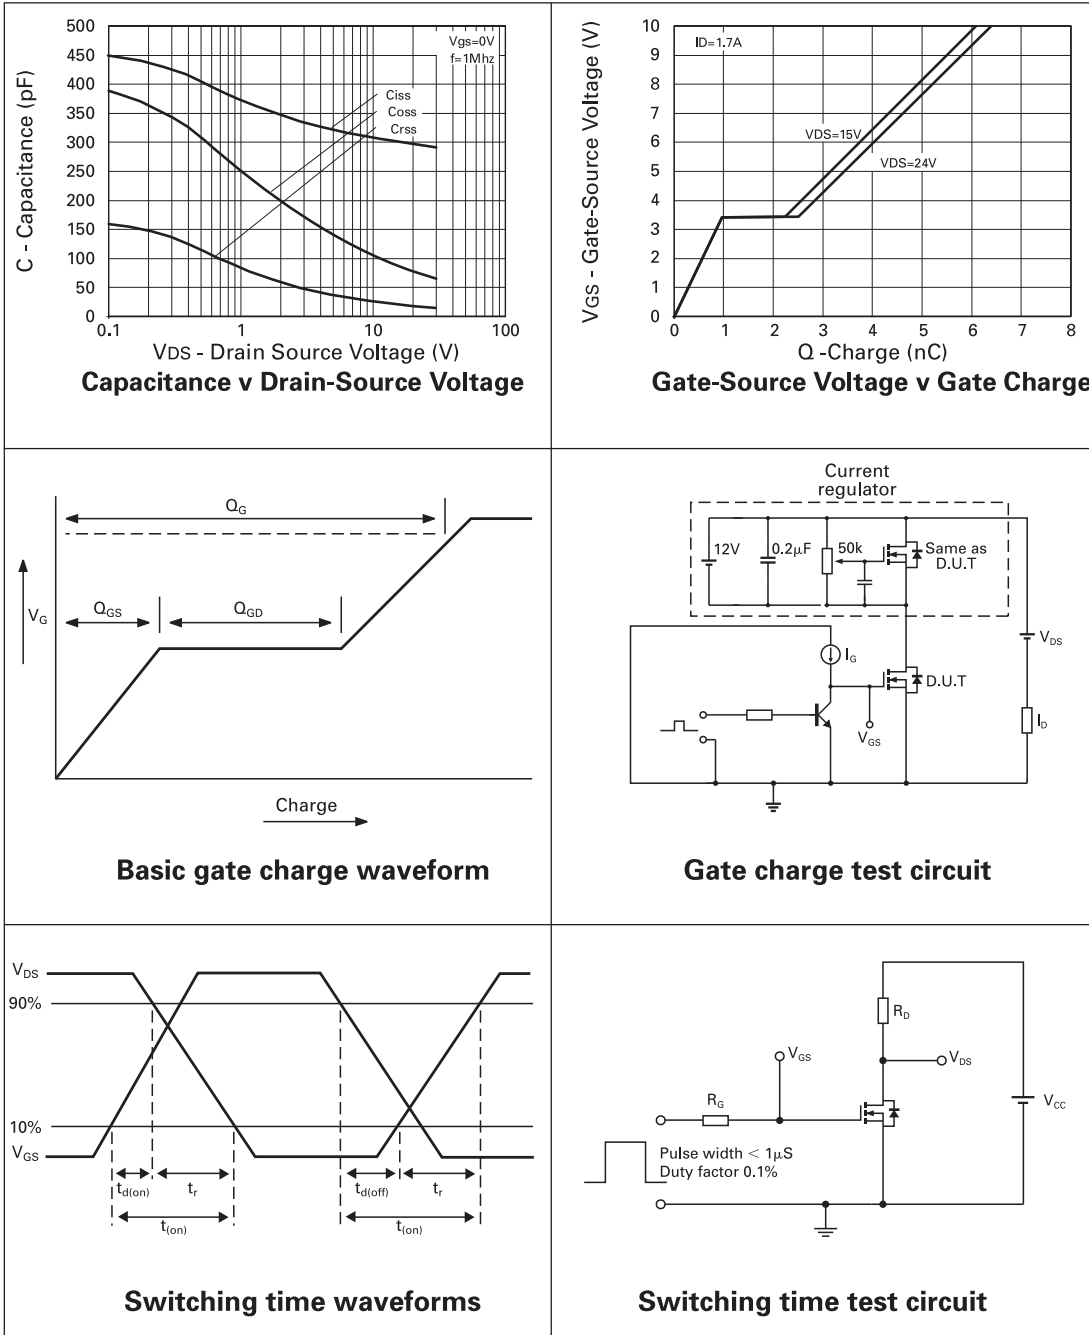 500
450
400
350
300
250
200
150
100
50
0
C - Capacitance (pF)
Vgs=0V
f=1Mhz
Ciss
Coss
Crss
0.1 1 10 100
VDS - Drain Source Voltage (V)
Capacitance v Drain-Source Voltage
10
9
8
7
6
5
4
3
2
1
0
VGS - Gate-Source Voltage (V)
ID=1.7A
VDS=15V
VDS=24V
0 1 2 3 4 5 6 7 8
Q -Charge (nC)
Gate-Source Voltage v Gate Charge
QG
VG
QGS
QGD
Charge
Basic gate charge waveform
Current
regulator
12V
0.2μF
50k
Same as
D.U.T
IG
VDS
D.U.T
VGS
ID
Gate charge test circuit
VDS
90%
10%
VGS
td(on) tr td(off) tr
t(on) t(on)
Switching time waveforms
RD
VGS
VDS
RG
VCC
Pulse width < 1μS
Duty factor 0.1%
Switching time test circuit